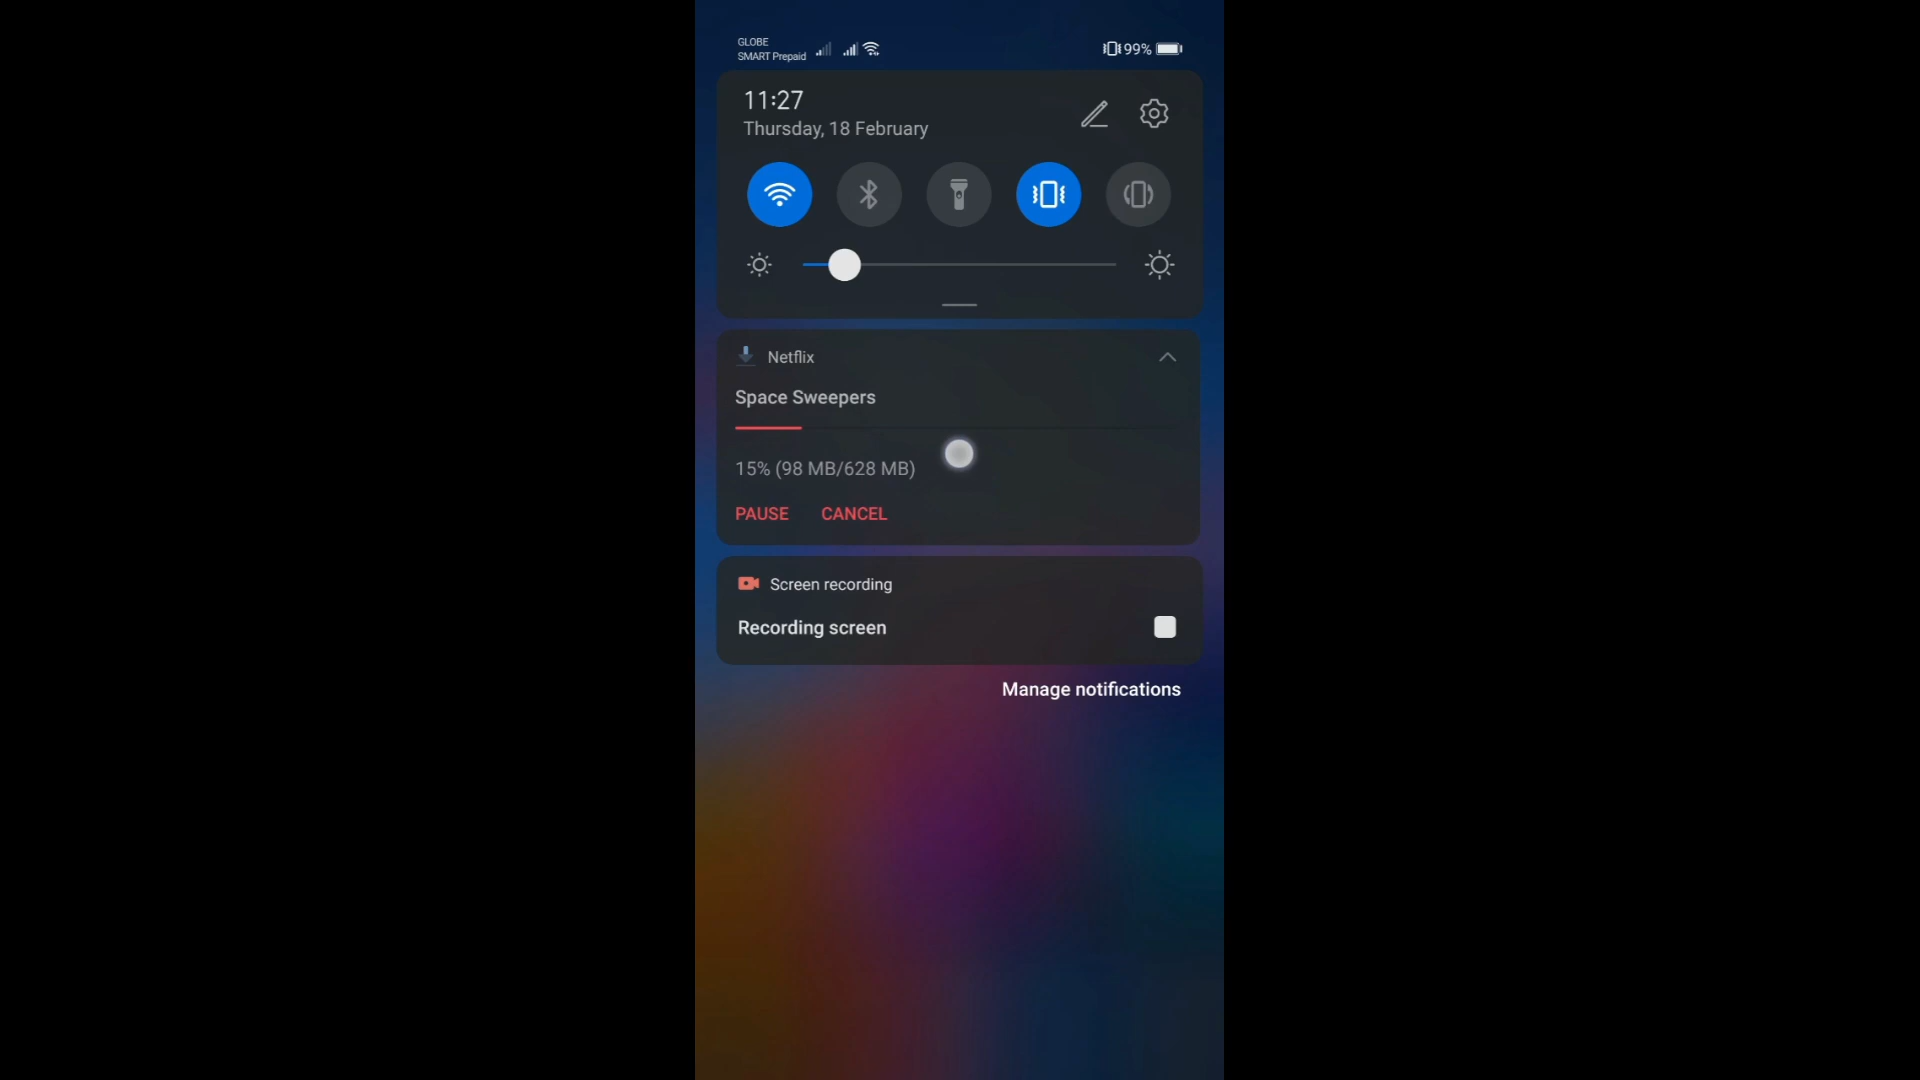 GLOBE
SMART Prepaid
99%
11:27
Thursday, 18 February
Netflix
Space Sweepers
15% (98 MB/628 MB)
PAUSE CANCEL
Screen recording
Recording screen
Manage notifications